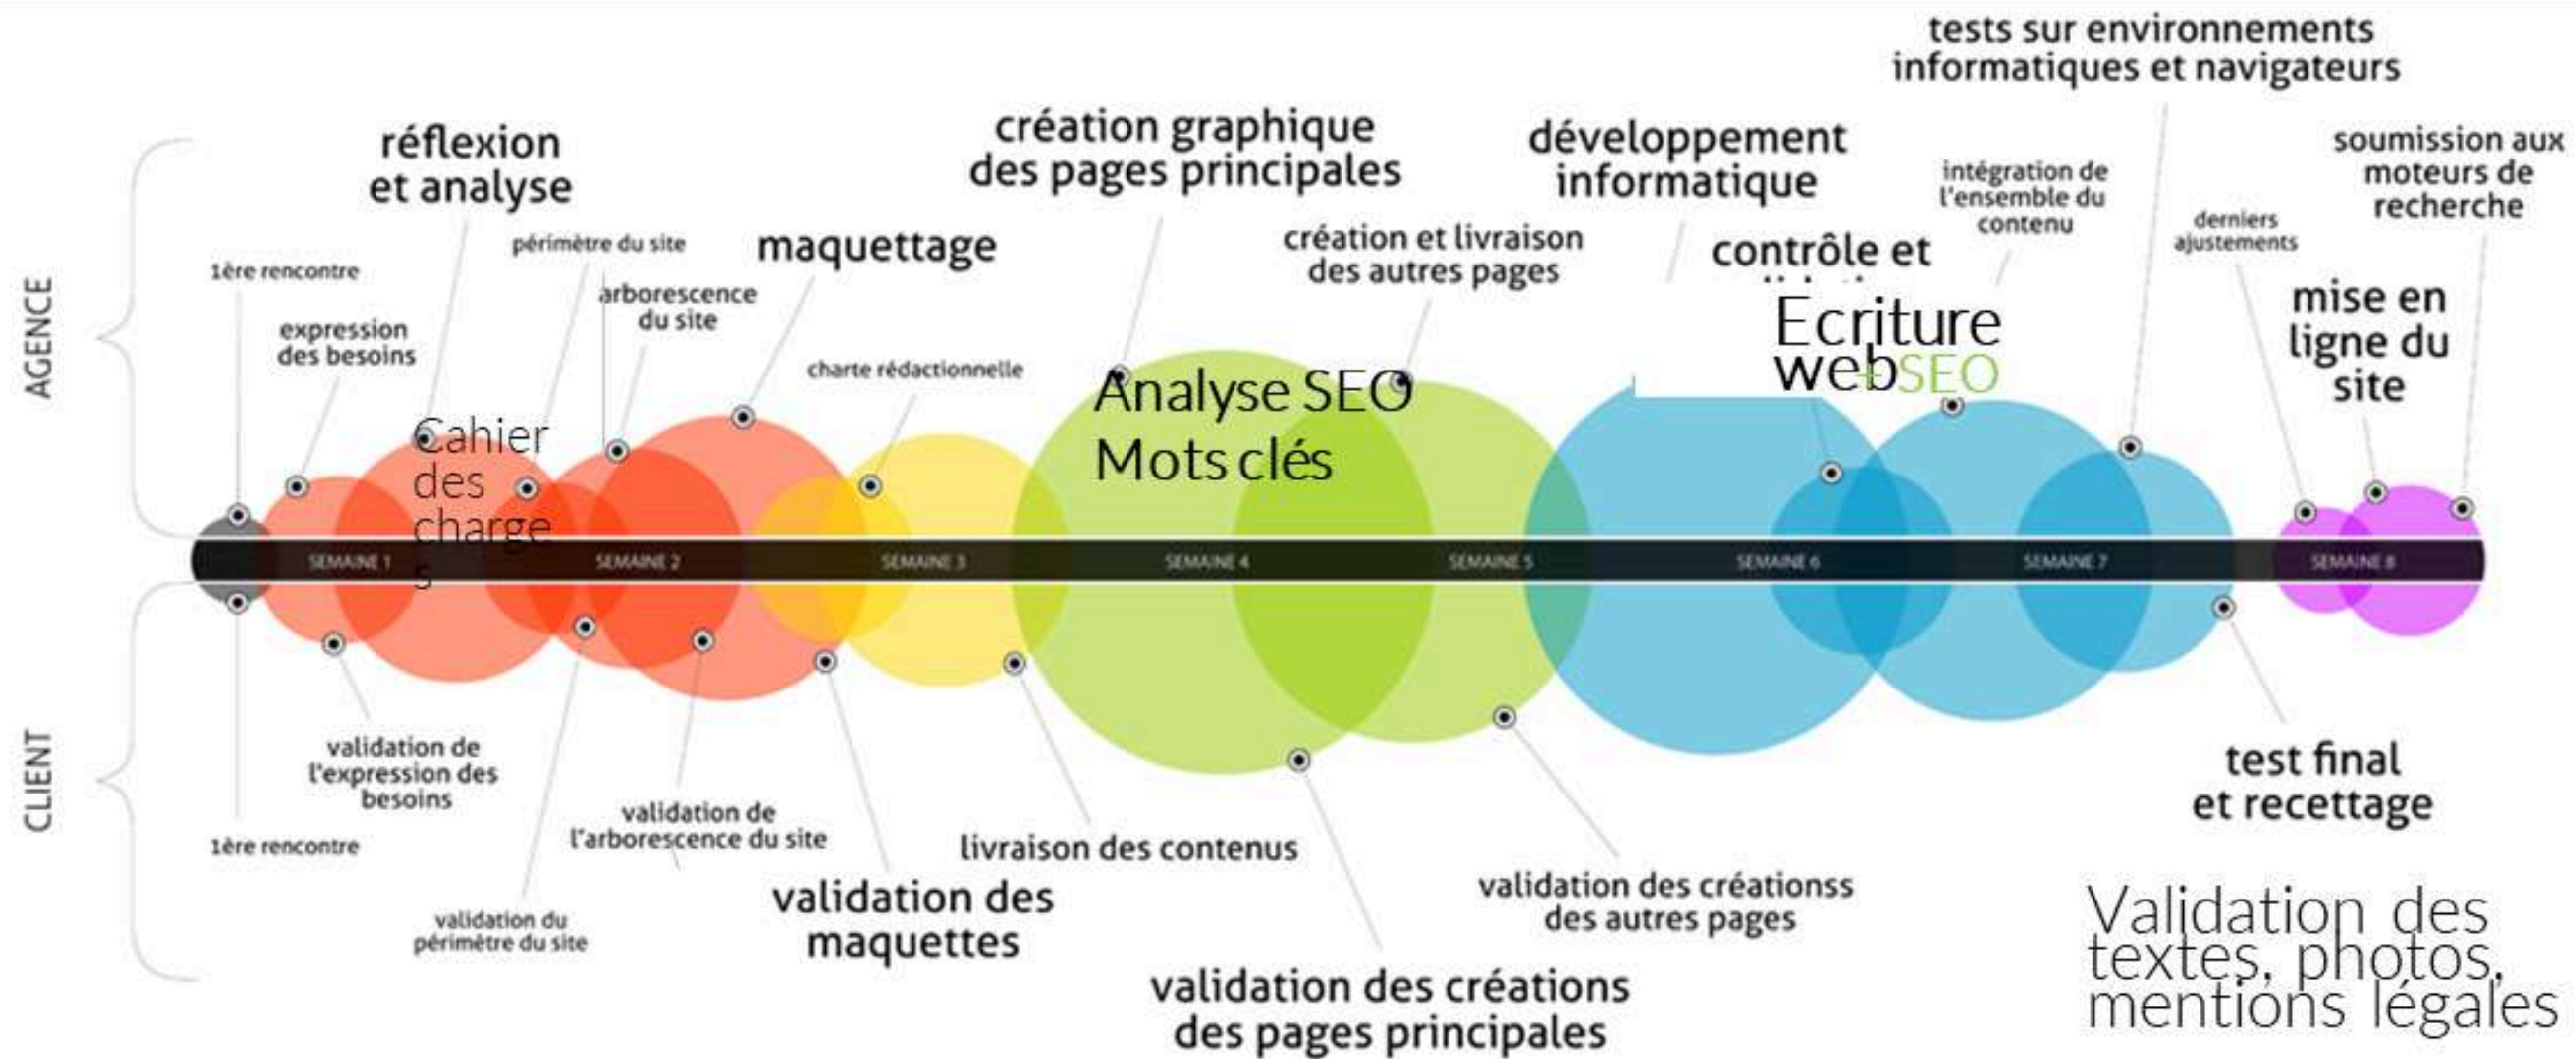 tests sur environnements
informatiques et navigateurs
création graphique
des pages principales
réflexion
et analyse
développement
informatique
soumission aux
moteurs de
recherche
intégration de
l'ensemble du
contenu
derniers
ajustements
périmètre du site
maquettage
création et livraison
des autres pages
contrôle et
1ère rencontre
arborescence
du site
expression
des besoins
charte rédactionnelle
Ecriture
web+SEO
mise en
ligne du
site
AGENCE
Cahier
des
charge
s
Analyse SEO
Mots clés
SEMAINE 1
SEMAINE 2
SEMAINE 3
SEMAINE 4
SEMAINE 5
SEMAINE 6
SEMAINE 7
SEMAINE 8
CLIENT
validation de
l'expression des
besoins
1ère rencontre
validation de
l'arborescence du site
validation du
périmètre du site
livraison des contenus
validation des
maquettes
validation des créationss
des autres pages
validation des créations
des pages principales
test final
et recettage
Validation des
textes, photos,
mentions légales